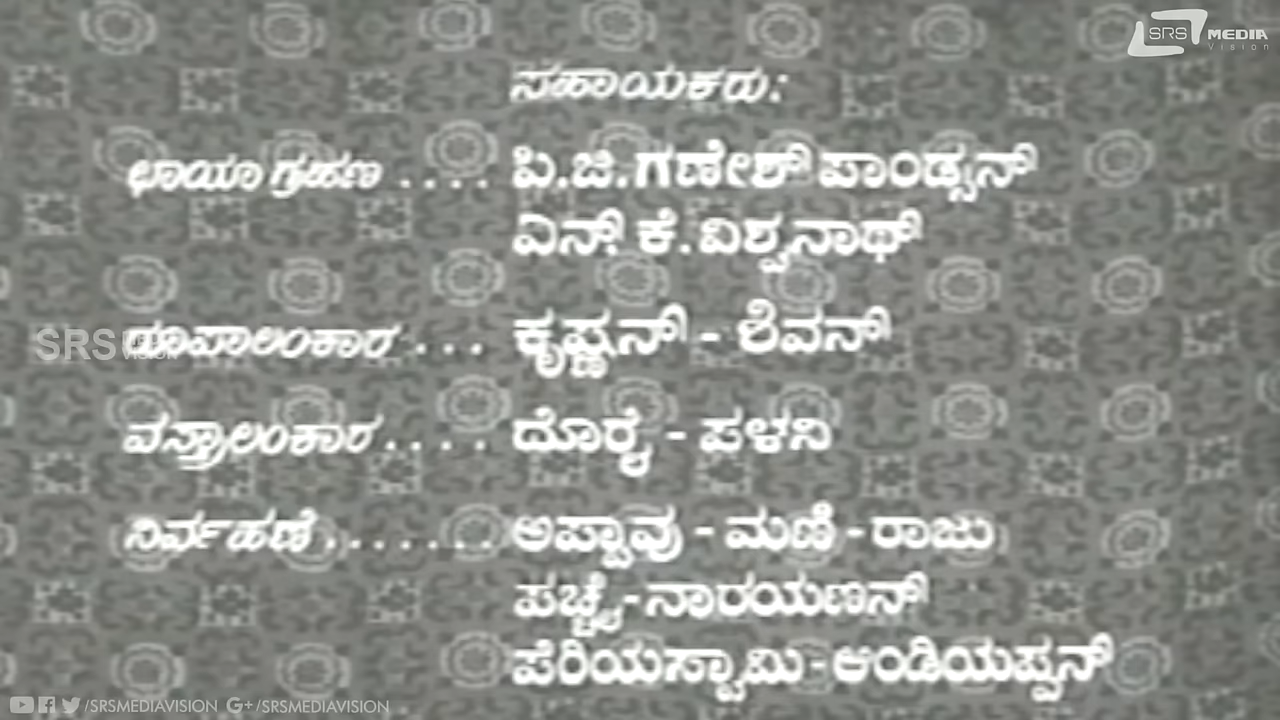 SRS MEDIA
Vision
ಸಹಾಯಕರು:
ಛಾಯಾ ಗ್ರಹಣ .... ಪಿ.ಜಿ.ಗಣೇಶ್ ಪಾಂಡ್ಯನ್
ಎನ್. ಕೆ.ವಿಶ್ವನಾಥ್
SRS ರೂಪಾಲಂಕಾರ ... ಕೃಷ್ಣನ್ - ಶಿವನ್
ವಸ್ತ್ರಾಲಂಕಾರ .... ದೊರೈ - ಪಳನಿ
ನಿರ್ವಹಣೆ ....... ಅಪ್ಪಾವು - ಮಣಿ - ರಾಜು
ಪಚ್ಚೈ-ನಾರಯಣನ್
ಪೆರಿಯಸ್ವಾಮಿ - ಆಂಡಿಯಪ್ಪನ್
/SRSMEDIAVISION G+/SRSMEDIAVISION